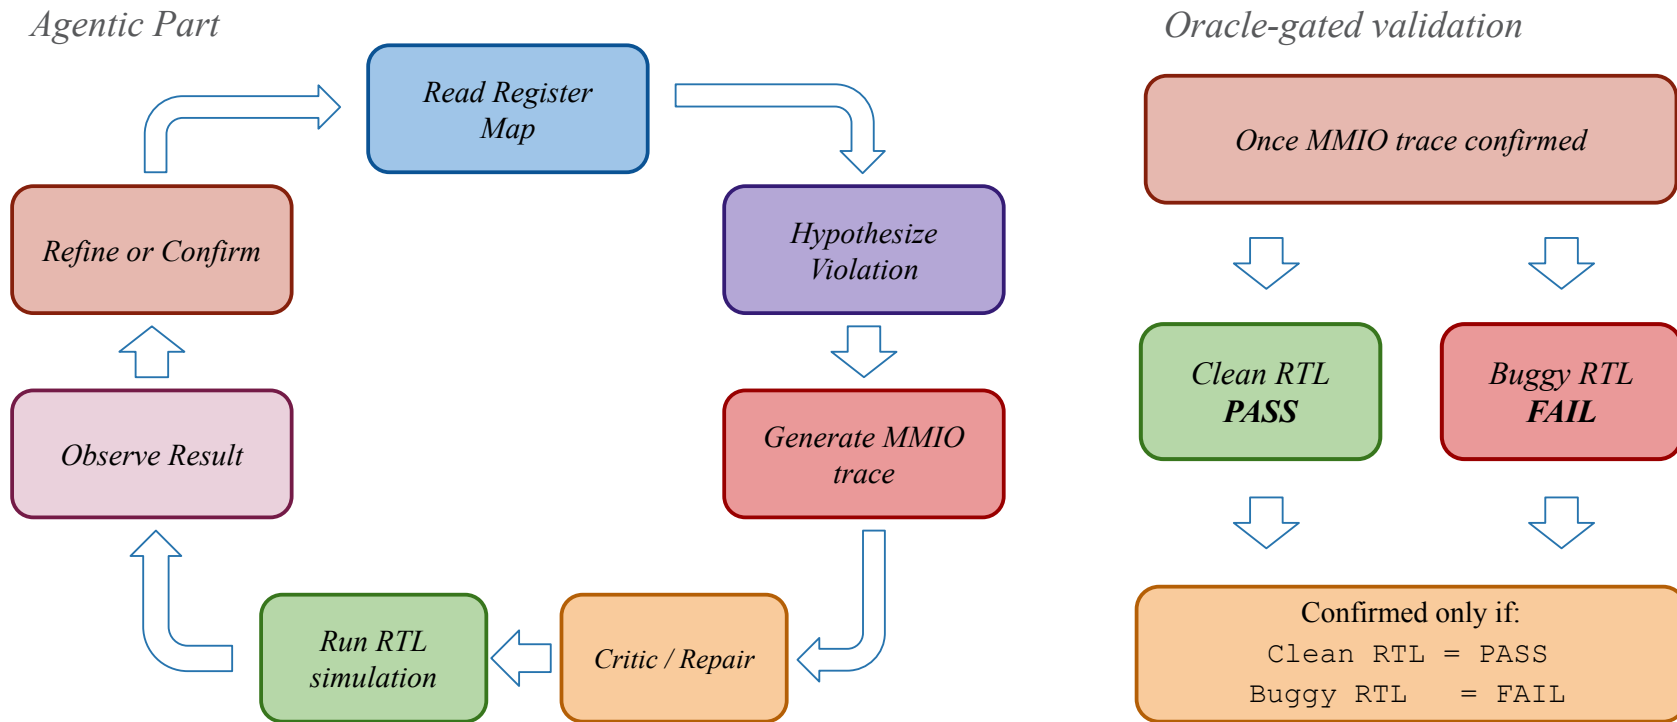 Agentic Part
Read Register
Map
Hypothesize
Violation
Generate MMIO
trace
Critic / Repair
Run RTL
simulation
Observe Result
Refine or Confirm
Oracle-gated validation
Once MMIO trace confirmed
Clean RTL
PASS
Buggy RTL
FAIL
Confirmed only if:
Clean RTL = PASS
Buggy RTL = FAIL